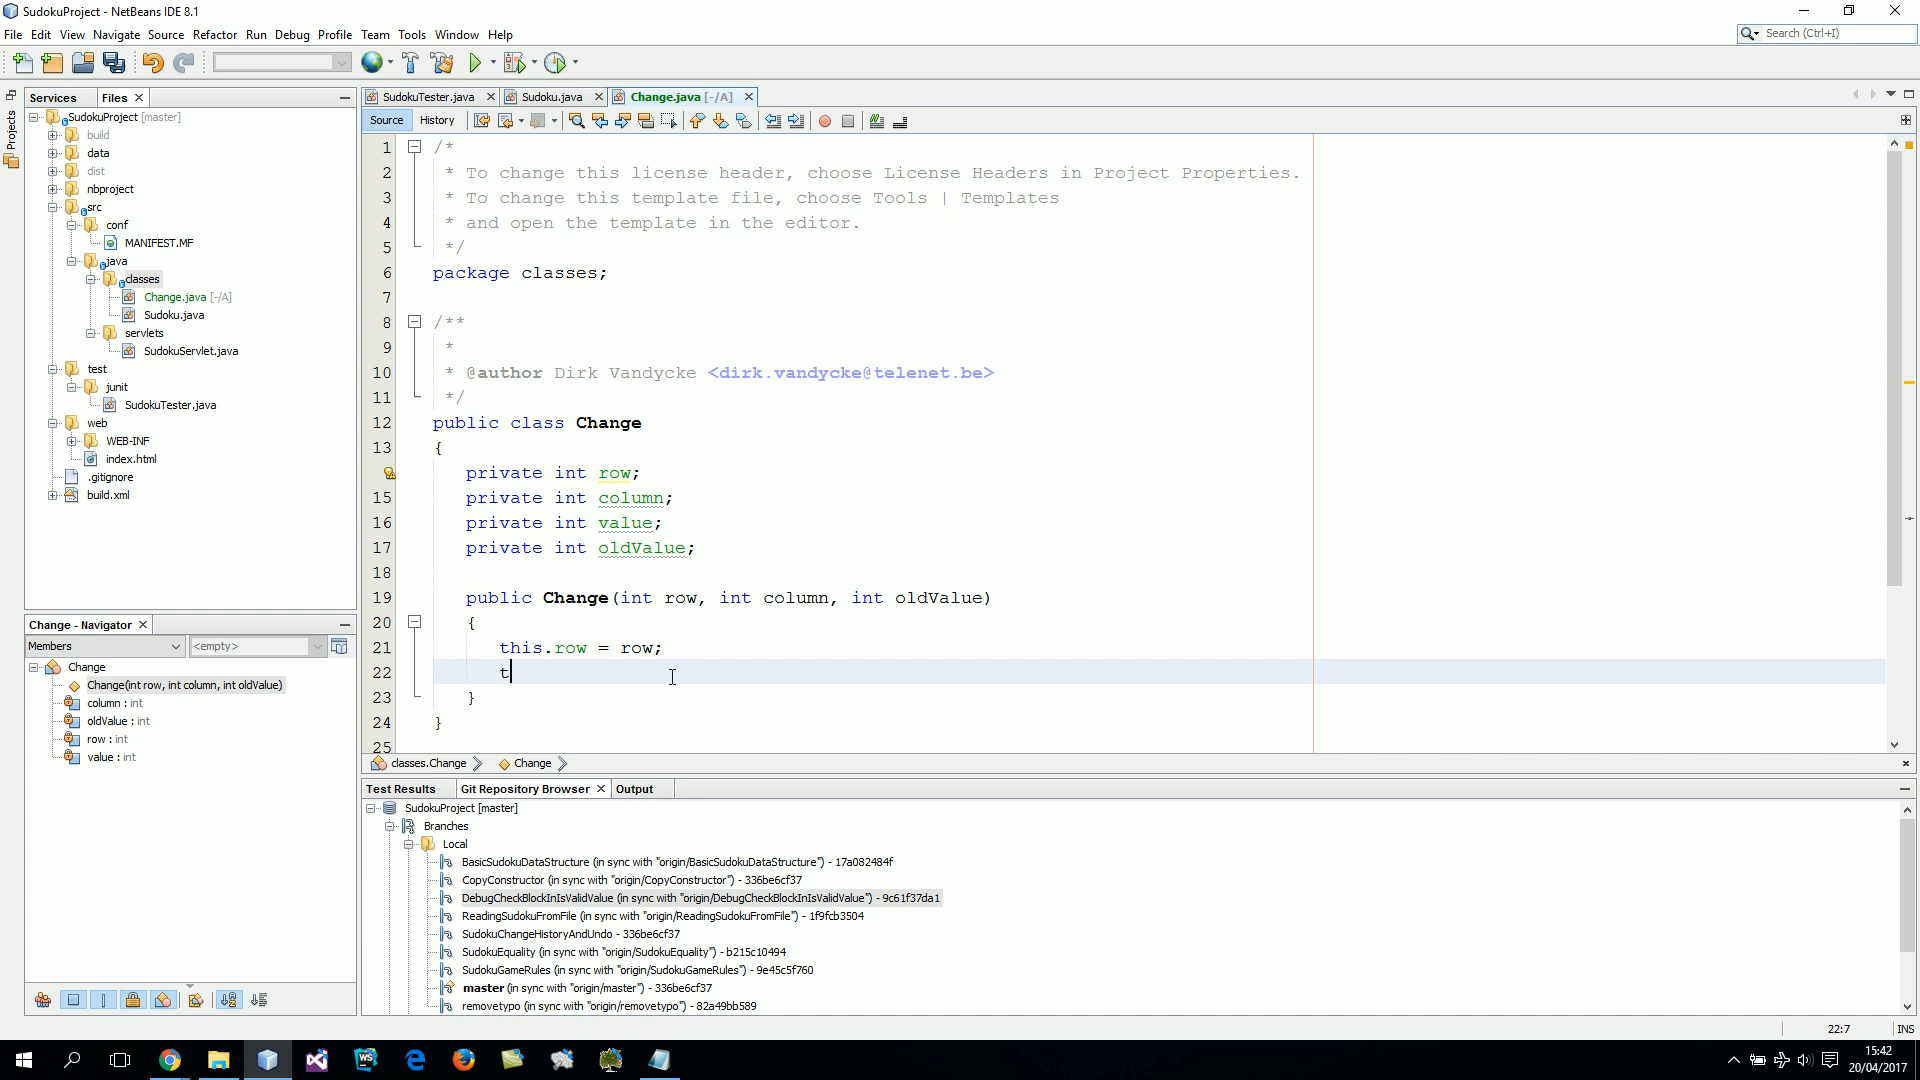 SudokuProject - NetBeans IDE 8.1
File Edit View Navigate Source Refactor Run Debug Profile Team Tools Window Help
Search (Ctrl+I)
Projects
Services
Files
SudokuProject [master]
build
data
dist
nbproject
src
conf
MANIFEST.MF
java
classes
Change.java [-/A]
Sudoku.java
servlets
SudokuServlet.java
test
junit
SudokuTester.java
web
WEB-INF
index.html
.gitignore
build.xml
Change - Navigator
Members
<empty>
Change
Change(int row, int column, int oldValue)
column : int
oldValue : int
row : int
value : int
SudokuTester.java
Sudoku.java
Change.java [-/A]
Source
History
1 /*
2 * To change this license header, choose License Headers in Project Properties.
3 * To change this template file, choose Tools | Templates
4 * and open the template in the editor.
5 */
6 package classes;
7
8 /**
9 *
10 * @author Dirk Vandycke <dirk.vandycke@telenet.be>
11 */
12 public class Change
13 {
private int row;
15 private int column;
16 private int value;
17 private int oldValue;
18
19 public Change(int row, int column, int oldValue)
20 {
21 this.row = row;
22 t
23 }
24 }
25
classes.Change
Change
Test Results
Git Repository Browser
Output
SudokuProject [master]
Branches
Local
BasicSudokuDataStructure (in sync with "origin/BasicSudokuDataStructure") - 17a082484f
CopyConstructor (in sync with "origin/CopyConstructor") - 336be6cf37
DebugCheckBlockInIsValidValue (in sync with "origin/DebugCheckBlockInIsValidValue") - 9c61f37da1
ReadingSudokuFromFile (in sync with "origin/ReadingSudokuFromFile") - 1f9fcb3504
SudokuChangeHistoryAndUndo - 336be6cf37
SudokuEquality (in sync with "origin/SudokuEquality") - b215c10494
SudokuGameRules (in sync with "origin/SudokuGameRules") - 9e45c5f760
master (in sync with "origin/master") - 336be6cf37
removetypo (in sync with "origin/removetypo") - 82a49bb589
22:7
INS
WS
15:42
20/04/2017